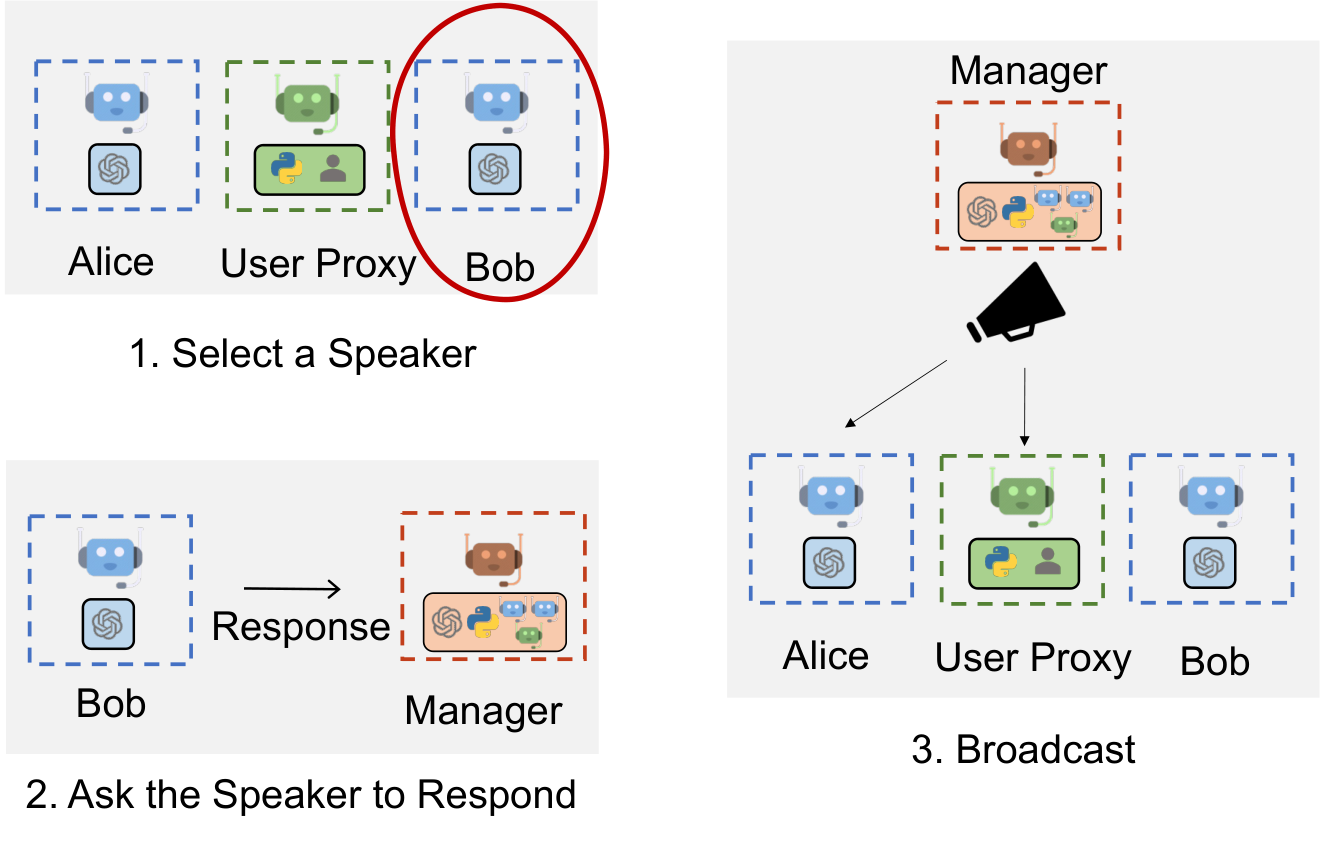 Alice
User Proxy
Bob
1. Select a Speaker
Bob
Response
Manager
2. Ask the Speaker to Respond
Manager
Alice
User Proxy
Bob
3. Broadcast